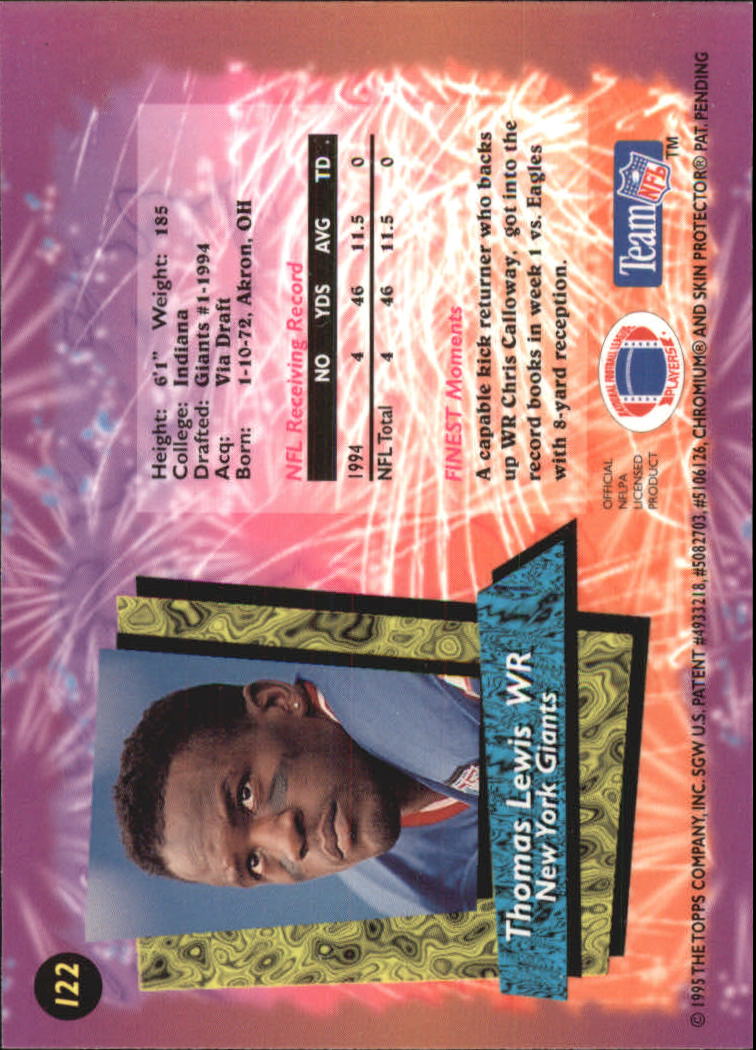 122
Thomas Lewis WR
New York Giants
Height: 6'1" Weight: 185
College: Indiana
Drafted: Giants #1-1994
Acq: Via Draft
Born: 1-10-72, Akron, OH
NFL Receiving Record
NO YDS AVG TD
1994 4 46 11.5 0
NFL Total 4 46 11.5 0
FINEST Moments
A capable kick returner who backs
up WR Chris Calloway, got into the
record books in week 1 vs. Eagles
with 8-yard reception.
OFFICIAL
NFLPA
LICENSED
PRODUCT
NATIONAL FOOTBALL LEAGUE
PLAYERS
Team NFL TM
© 1995 THE TOPPS COMPANY, INC. SGW U.S. PATENT #4933218, #5082703, #5106126, CHROMIUM® AND SKIN PROTECTOR® PAT. PENDING